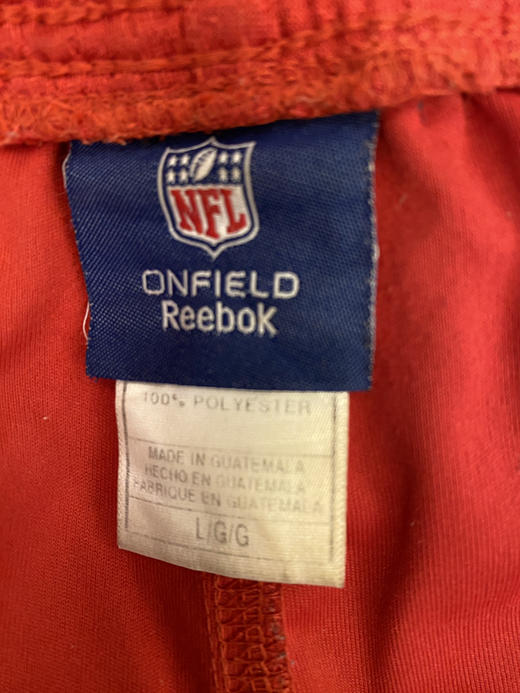 NFL
ONFIELD
Reebok
100% POLYESTER
MADE IN GUATEMALA
HECHO EN GUATEMALA
FABRIQUE EN GUATEMALA
L/G/G